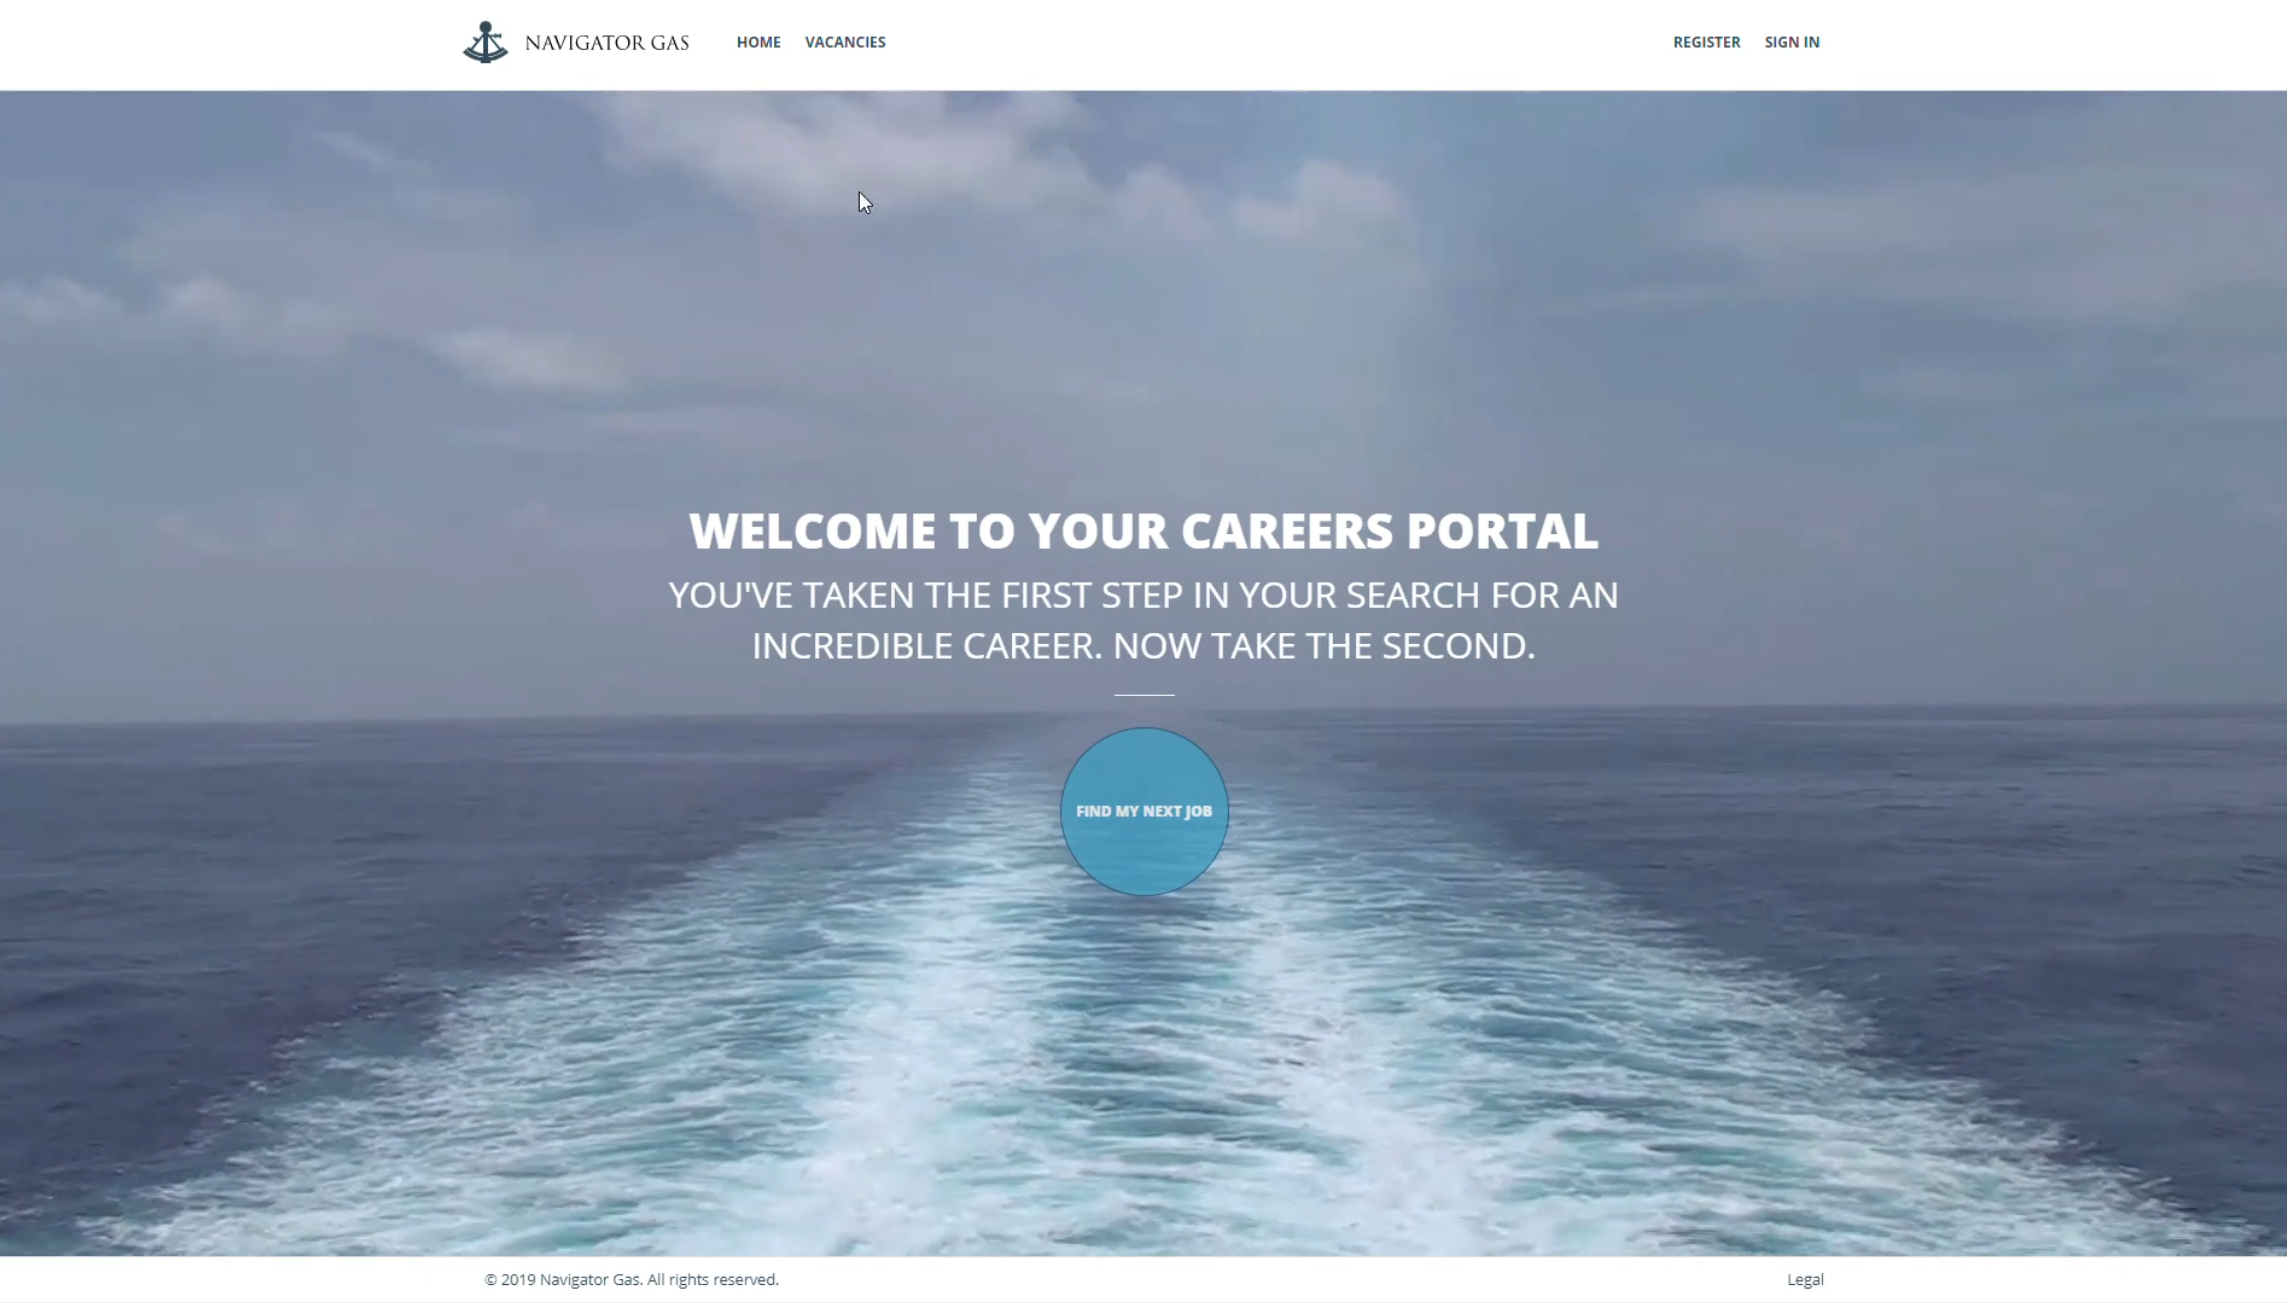 NAVIGATOR GAS
HOME
VACANCIES
REGISTER
SIGN IN
WELCOME TO YOUR CAREERS PORTAL
YOU'VE TAKEN THE FIRST STEP IN YOUR SEARCH FOR AN
INCREDIBLE CAREER. NOW TAKE THE SECOND.
FIND MY NEXT JOB
© 2019 Navigator Gas. All rights reserved.
Legal